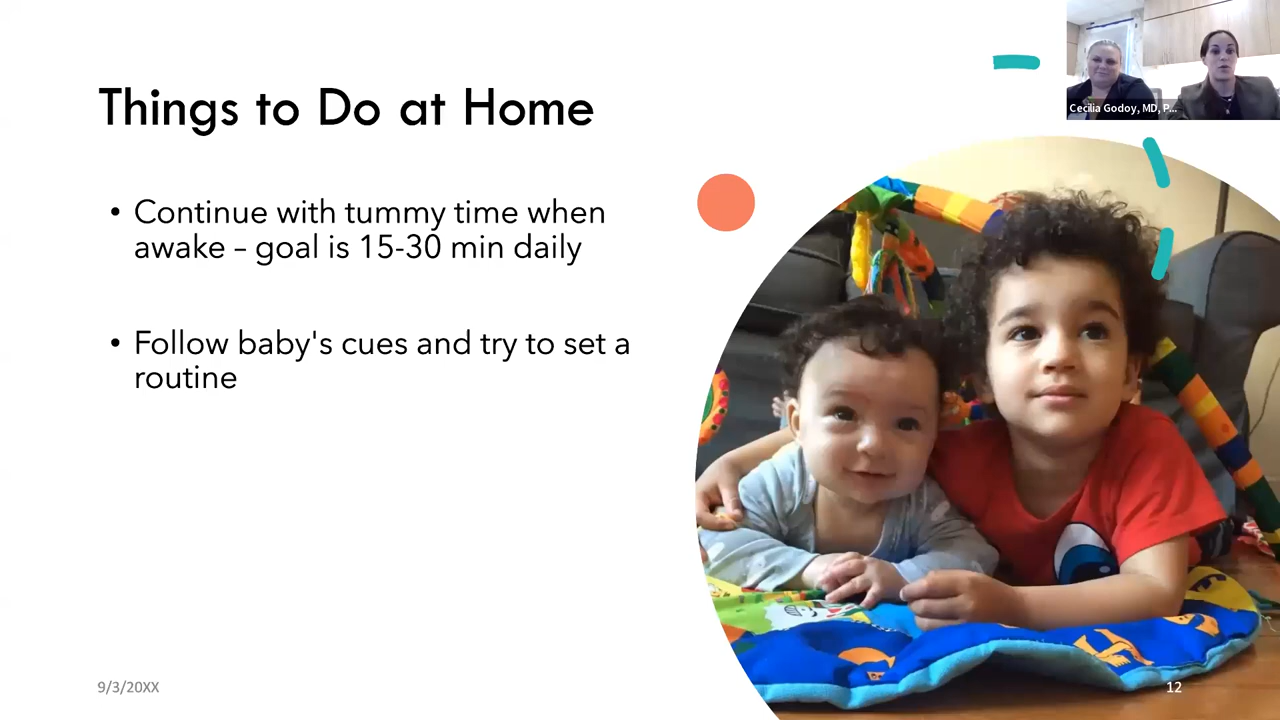 Cecilia Godoy, MD, P...
Things to Do at Home
• Continue with tummy time when
awake – goal is 15-30 min daily
• Follow baby's cues and try to set a
routine
9/3/20XX
12